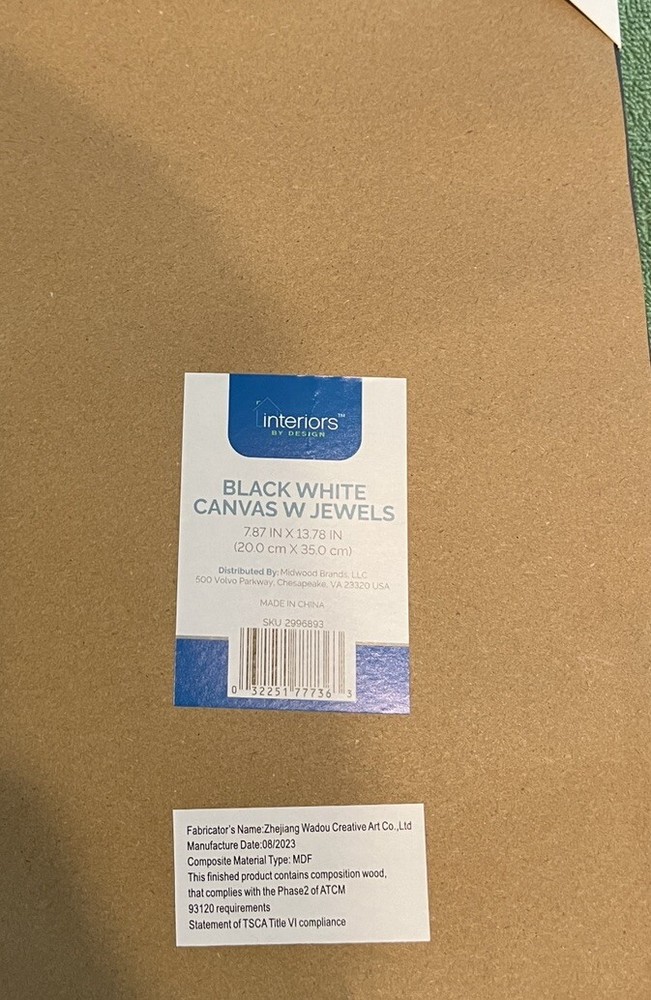 interiors™
BY DESIGN
BLACK WHITE
CANVAS W JEWELS
7.87 IN X 13.78 IN
(20.0 cm X 35.0 cm)
Distributed By: Midwood Brands, LLC
500 Volvo Parkway, Chesapeake, VA 23320 USA
MADE IN CHINA
SKU 2996893
0 32251 77736 3
Fabricator's Name:Zhejiang Wadou Creative Art Co.,Ltd
Manufacture Date:08/2023
Composite Material Type: MDF
This finished product contains composition wood,
that complies with the Phase2 of ATCM
93120 requirements
Statement of TSCA Title VI compliance